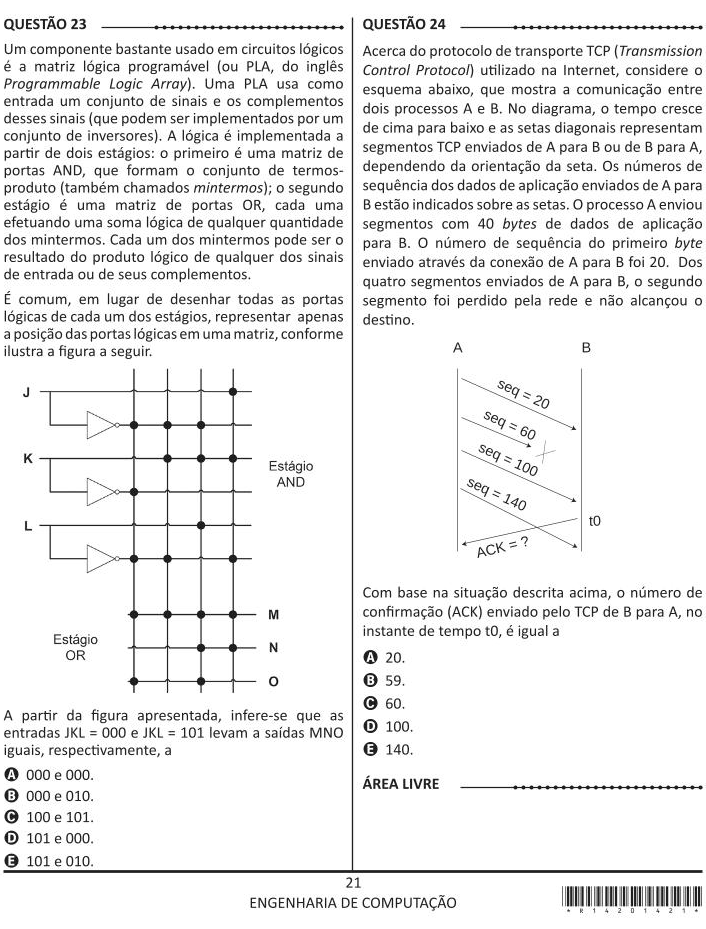 QUESTÃO 23
Um componente bastante usado em circuitos lógicos
é a matriz lógica programável (ou PLA, do inglês
Programmable Logic Array). Uma PLA usa como
entrada um conjunto de sinais e os complementos
desses sinais (que podem ser implementados por um
conjunto de inversores). A lógica é implementada a
partir de dois estágios: o primeiro é uma matriz de
portas AND, que formam o conjunto de termos-
produto (também chamados mintermos); o segundo
estágio é uma matriz de portas OR, cada uma
efetuando uma soma lógica de qualquer quantidade
dos mintermos. Cada um dos mintermos pode ser o
resultado do produto lógico de qualquer dos sinais
de entrada ou de seus complementos.
É comum, em lugar de desenhar todas as portas
lógicas de cada um dos estágios, representar apenas
a posição das portas lógicas em uma matriz, conforme
ilustra a figura a seguir.
J
K
Estágio
AND
L
M
Estágio
OR
N
O
A partir da figura apresentada, infere-se que as
entradas JKL = 000 e JKL = 101 levam a saídas MNO
iguais, respectivamente, a
A 000 e 000.
B 000 e 010.
C 100 e 101.
D 101 e 000.
E 101 e 010.
QUESTÃO 24
Acerca do protocolo de transporte TCP (Transmission
Control Protocol) utilizado na Internet, considere o
esquema abaixo, que mostra a comunicação entre
dois processos A e B. No diagrama, o tempo cresce
de cima para baixo e as setas diagonais representam
segmentos TCP enviados de A para B ou de B para A,
dependendo da orientação da seta. Os números de
sequência dos dados de aplicação enviados de A para
B estão indicados sobre as setas. O processo A enviou
segmentos com 40 bytes de dados de aplicação
para B. O número de sequência do primeiro byte
enviado através da conexão de A para B foi 20. Dos
quatro segmentos enviados de A para B, o segundo
segmento foi perdido pela rede e não alcançou o
destino.
A B
seq = 20
seq = 60
seq = 100
seq = 140
t0
ACK = ?
Com base na situação descrita acima, o número de
confirmação (ACK) enviado pelo TCP de B para A, no
instante de tempo t0, é igual a
A 20.
B 59.
C 60.
D 100.
E 140.
ÁREA LIVRE
21
ENGENHARIA DE COMPUTAÇÃO
* R 1 4 2 0 1 4 2 1 *